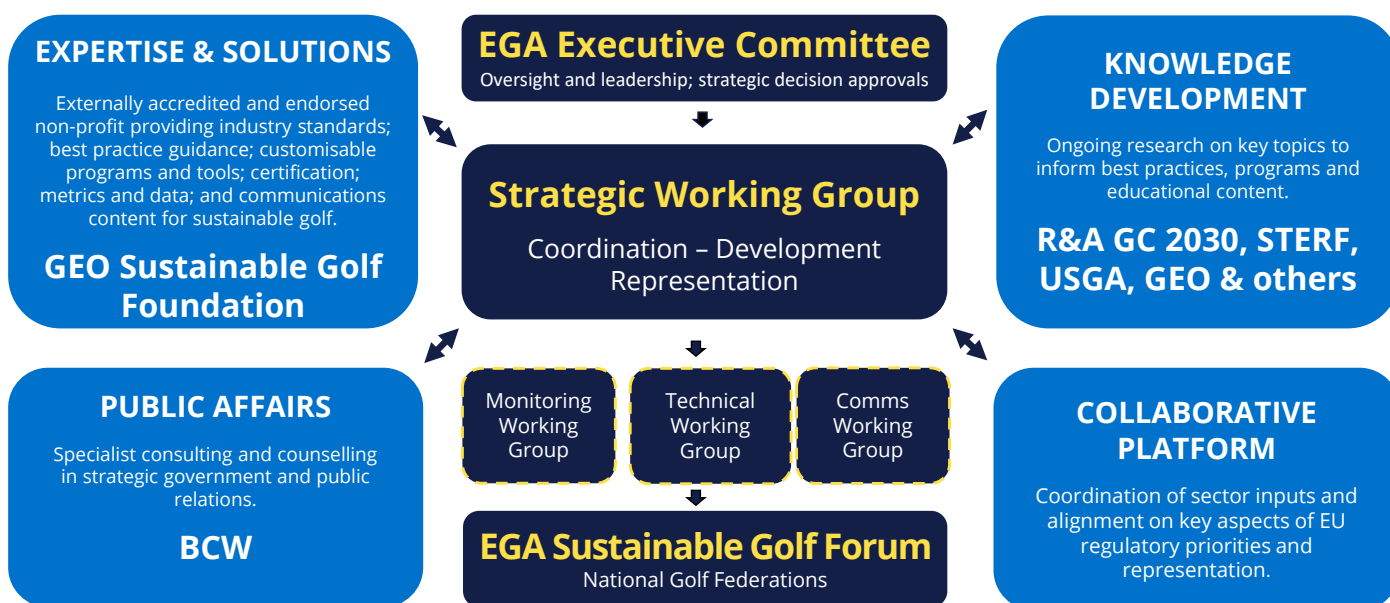 EXPERTISE & SOLUTIONS
Externally accredited and endorsed
non-profit providing industry standards;
best practice guidance; customisable
programs and tools; certification;
metrics and data; and communications
content for sustainable golf.
GEO Sustainable Golf
Foundation
EGA Executive Committee
Oversight and leadership; strategic decision approvals
KNOWLEDGE
DEVELOPMENT
Ongoing research on key topics to
inform best practices, programs and
educational content.
R&A GC 2030, STERF,
USGA, GEO & others
Strategic Working Group
Coordination – Development
Representation
PUBLIC AFFAIRS
Specialist consulting and counselling
in strategic government and public
relations.
BCW
Monitoring
Working
Group
Technical
Working
Group
Comms
Working
Group
COLLABORATIVE
PLATFORM
Coordination of sector inputs and
alignment on key aspects of EU
regulatory priorities and
representation.
EGA Sustainable Golf Forum
National Golf Federations